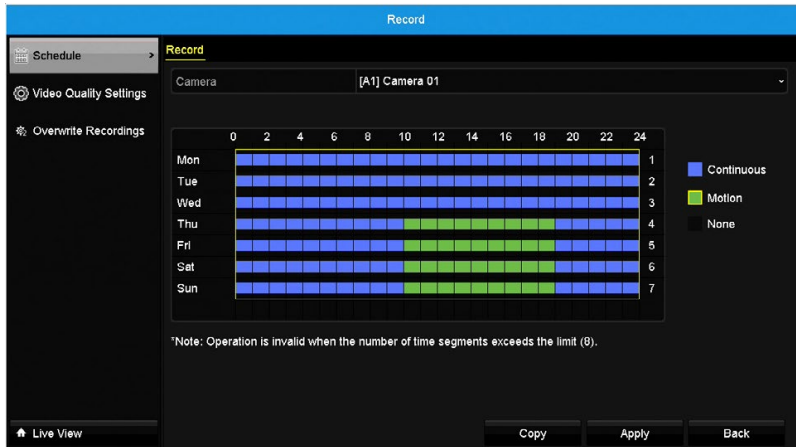 Record
Schedule >
Video Quality Settings
Overwrite Recordings
Record
Camera [A1] Camera 01
0 2 4 6 8 10 12 14 16 18 20 22 24
Mon 1
Tue 2
Wed 3
Thu 4
Fri 5
Sat 6
Sun 7
Continuous
Motion
None
*Note: Operation is invalid when the number of time segments exceeds the limit (8).
Live View
Copy Apply Back